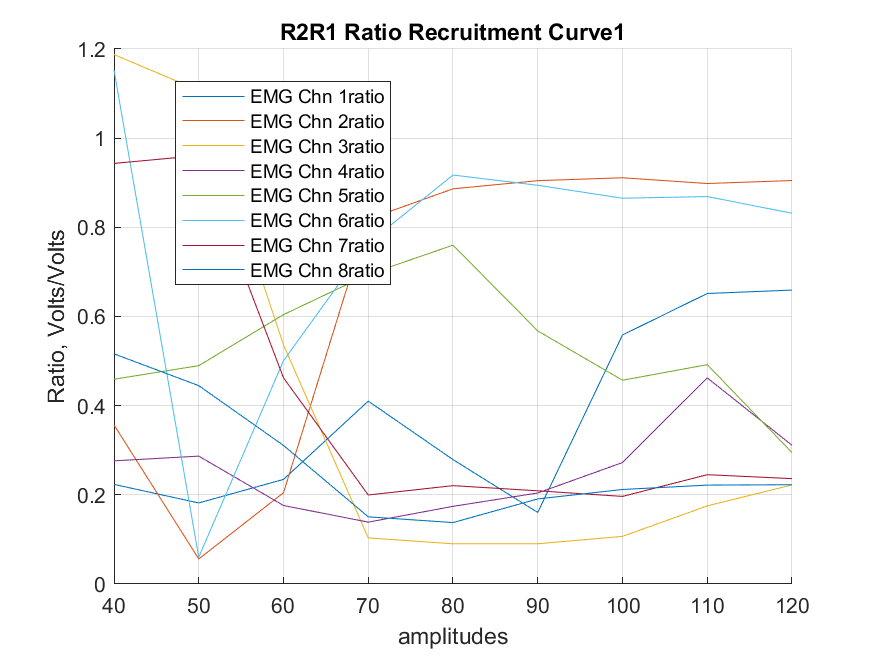 R2R1 Ratio Recruitment Curve1
1.2
1
0.8
0.6
0.4
0.2
0
Ratio, Volts/Volts
EMG Chn 1ratio
EMG Chn 2ratio
EMG Chn 3ratio
EMG Chn 4ratio
EMG Chn 5ratio
EMG Chn 6ratio
EMG Chn 7ratio
EMG Chn 8ratio
40 50 60 70 80 90 100 110 120
amplitudes